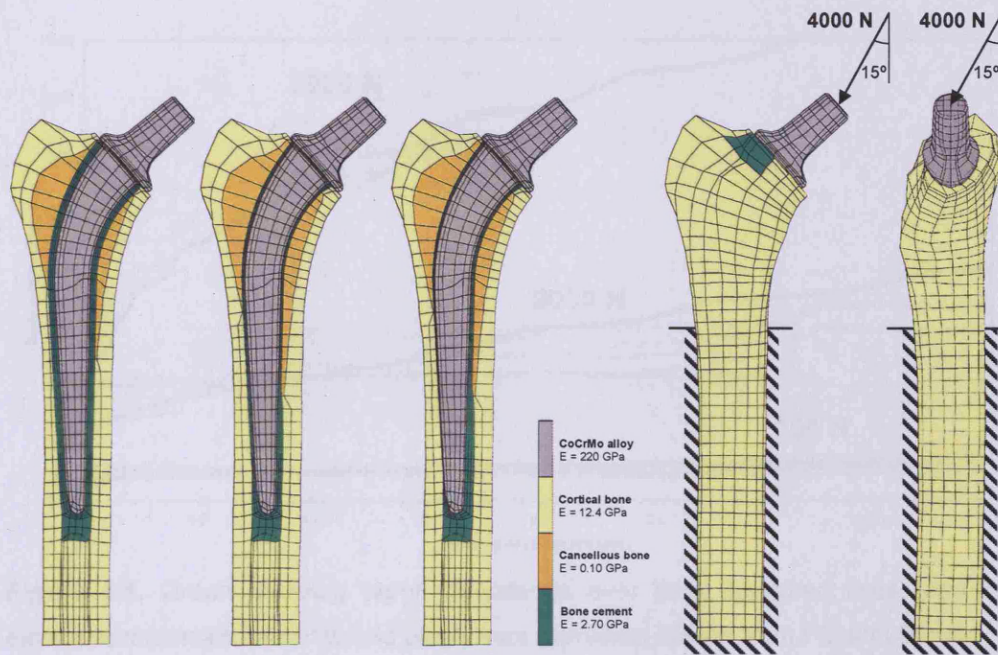 4000 N
4000 N
15º
15º
CoCrMo alloy
E = 220 GPa
Cortical bone
E = 12.4 GPa
Cancellous bone
E = 0.10 GPa
Bone cement
E = 2.70 GPa